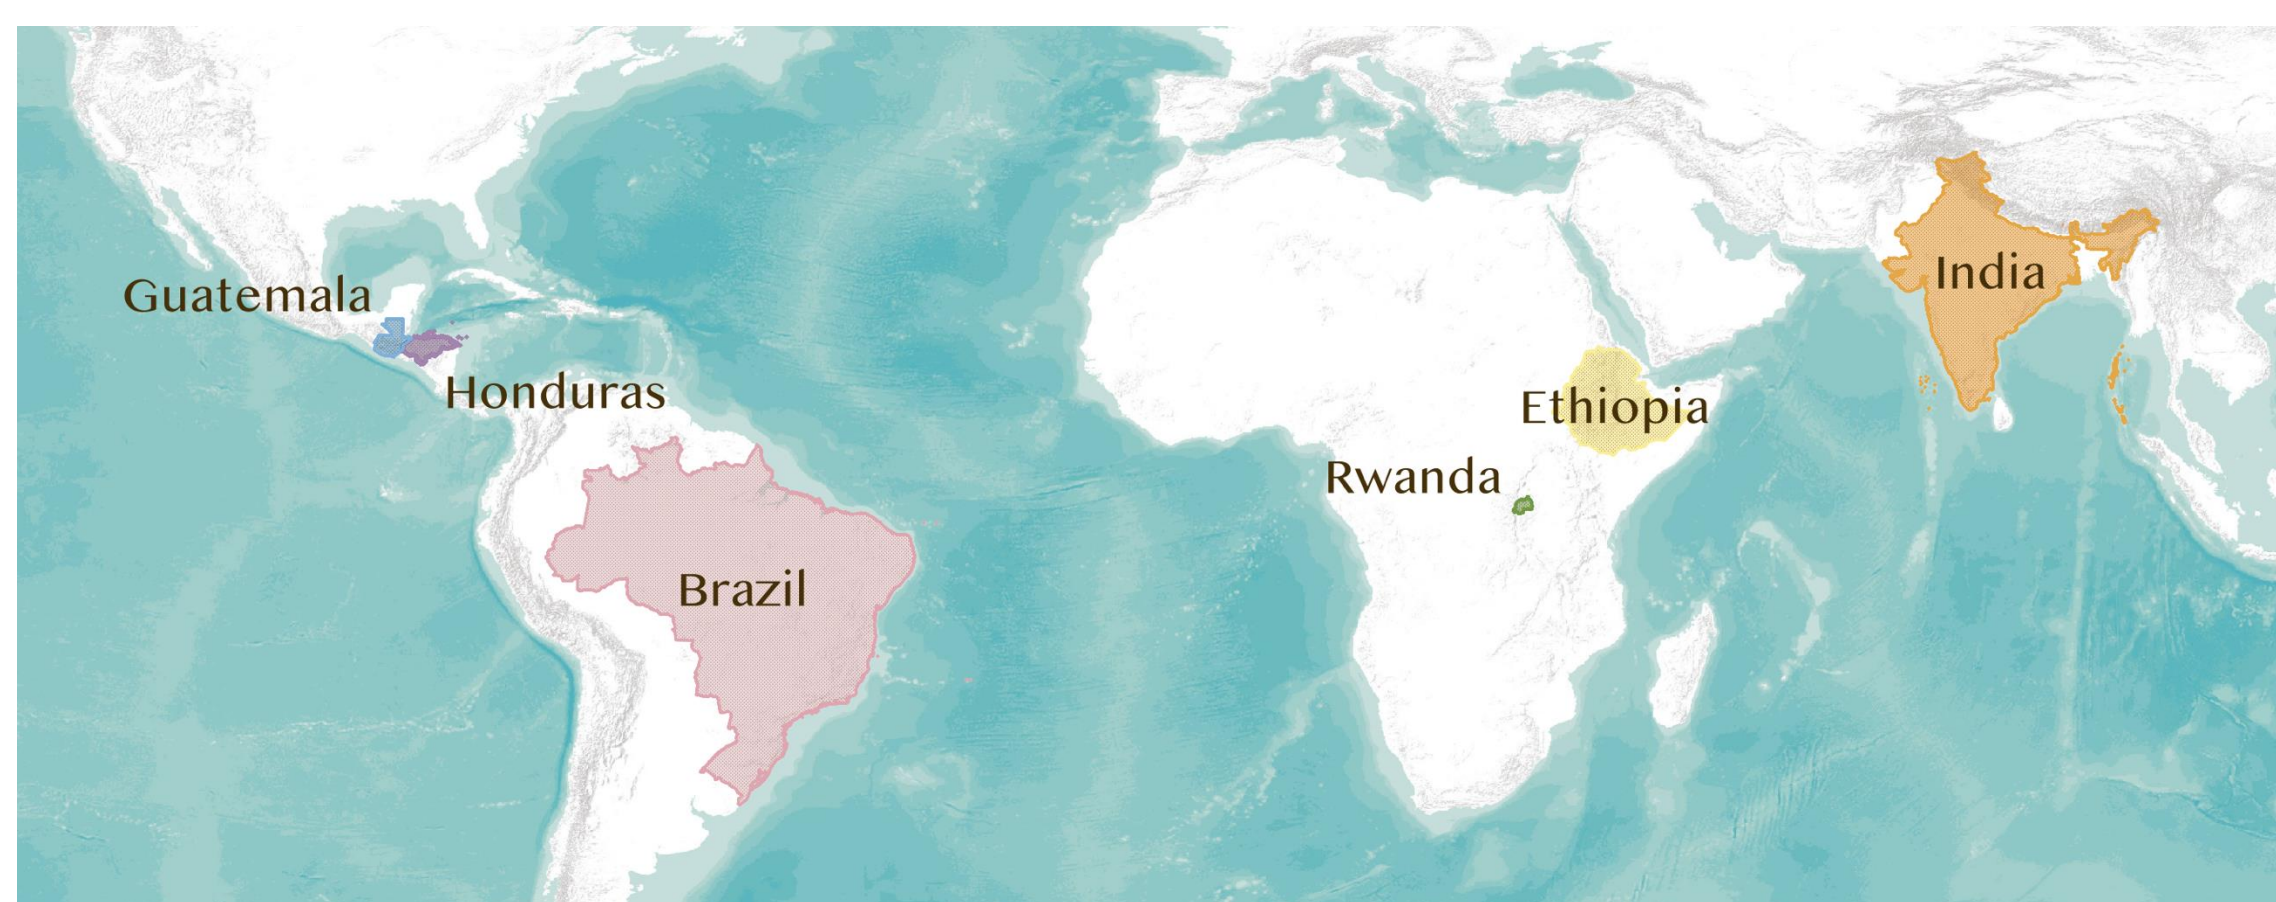 Guatemala
Honduras
Brazil
Rwanda
Ethiopia
India